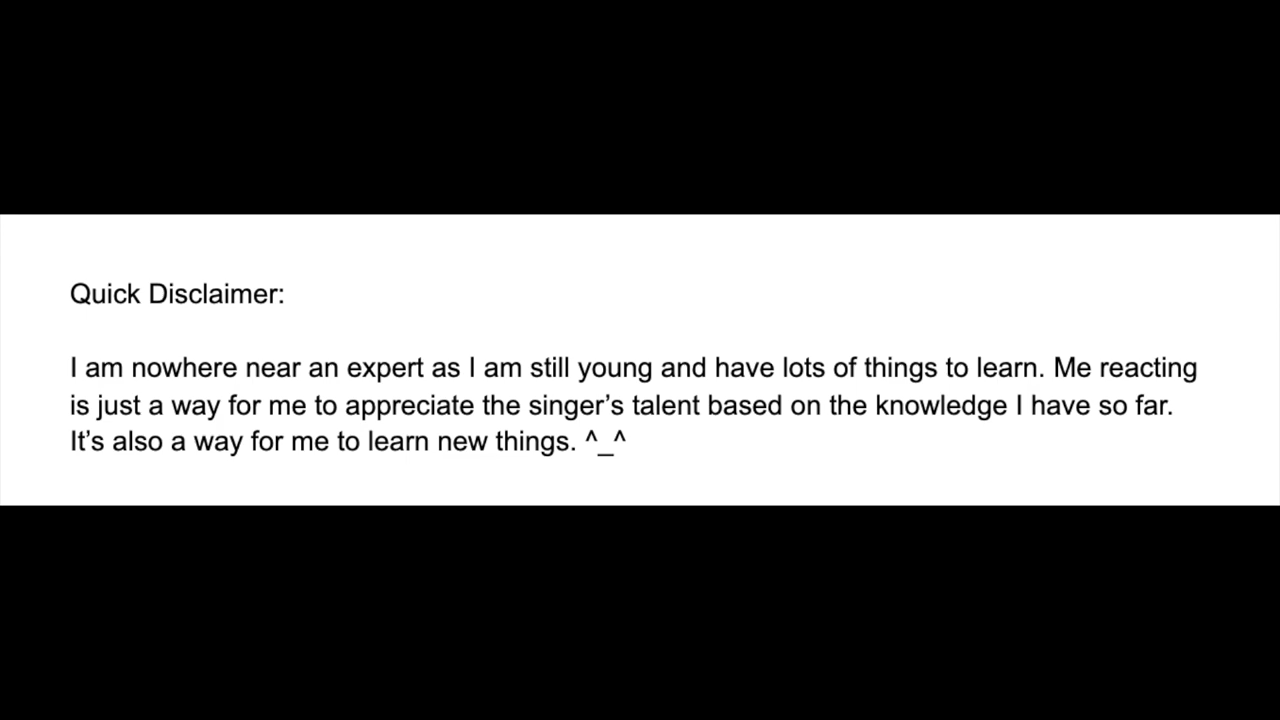 Quick Disclaimer:
I am nowhere near an expert as I am still young and have lots of things to learn. Me reacting
is just a way for me to appreciate the singer’s talent based on the knowledge I have so far.
It’s also a way for me to learn new things. ^_^